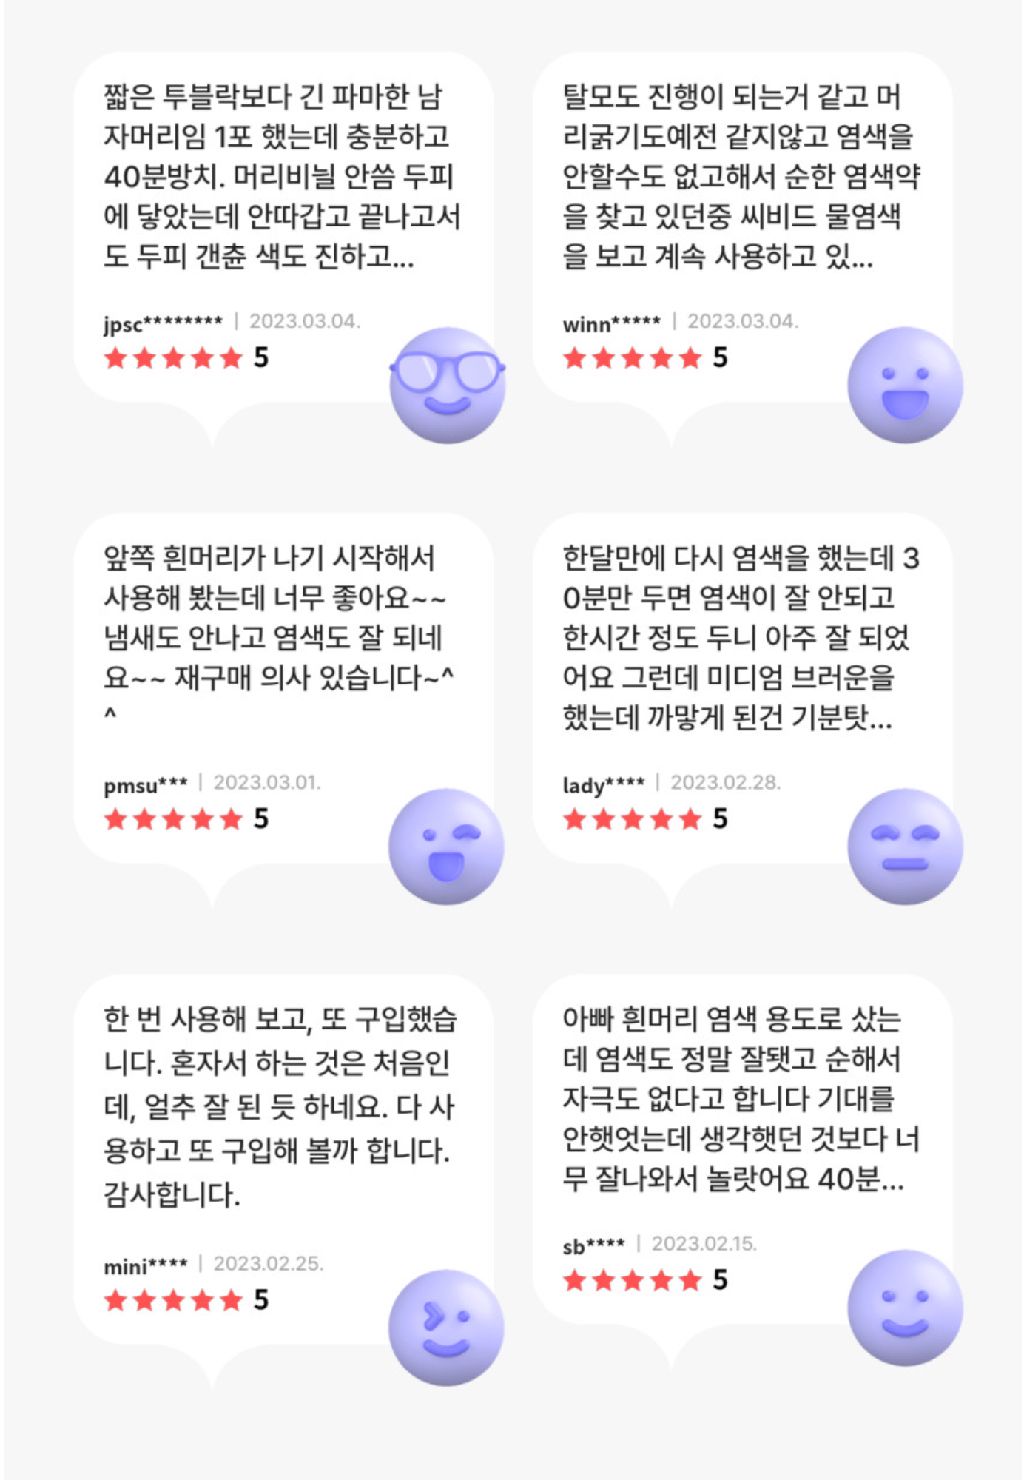 짧은 투블락보다 긴 파마한 남
자머리임 1포 했는데 충분하고
40분방치. 머리비닐 안씀 두피
에 닿았는데 안따갑고 끝나고서
도 두피 갠츈 색도 진하고...
jpsc******** | 2023.03.04.
★★★★★ 5
탈모도 진행이 되는거 같고 머
리굵기도예전 같지않고 염색을
안할수도 없고해서 순한 염색약
을 찾고 있던중 씨비드 물염색
을 보고 계속 사용하고 있...
winn***** | 2023.03.04.
★★★★★ 5
앞쪽 흰머리가 나기 시작해서
사용해 봤는데 너무 좋아요~~
냄새도 안나고 염색도 잘 되네
요~~ 재구매 의사 있습니다~^
^
pmsu*** | 2023.03.01.
★★★★★ 5
한달만에 다시 염색을 했는데 3
0분만 두면 염색이 잘 안되고
한시간 정도 두니 아주 잘 되었
어요 그런데 미디엄 브러운을
했는데 까맣게 된건 기분탓...
lady**** | 2023.02.28.
★★★★★ 5
한 번 사용해 보고, 또 구입했습
니다. 혼자서 하는 것은 처음인
데, 얼추 잘 된 듯 하네요. 다 사
용하고 또 구입해 볼까 합니다.
감사합니다.
mini**** | 2023.02.25.
★★★★★ 5
아빠 흰머리 염색 용도로 샀는
데 염색도 정말 잘됏고 순해서
자극도 없다고 합니다 기대를
안햇엇는데 생각햇던 것보다 너
무 잘나와서 놀랏어요 40분...
sb**** | 2023.02.15.
★★★★★ 5